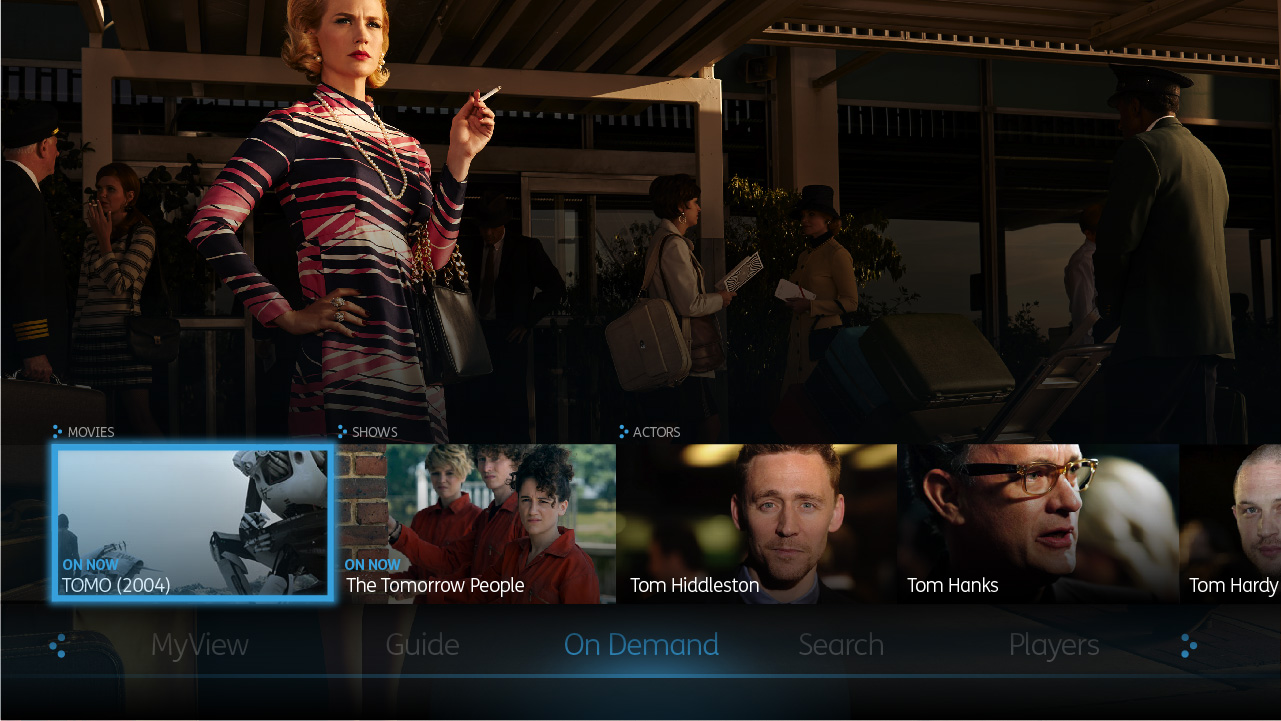 MOVIES
SHOWS
ACTORS
ON NOW
TOMO (2004)
ON NOW
The Tomorrow People
Tom Hiddleston
Tom Hanks
Tom Hardy
MyView
Guide
On Demand
Search
Players